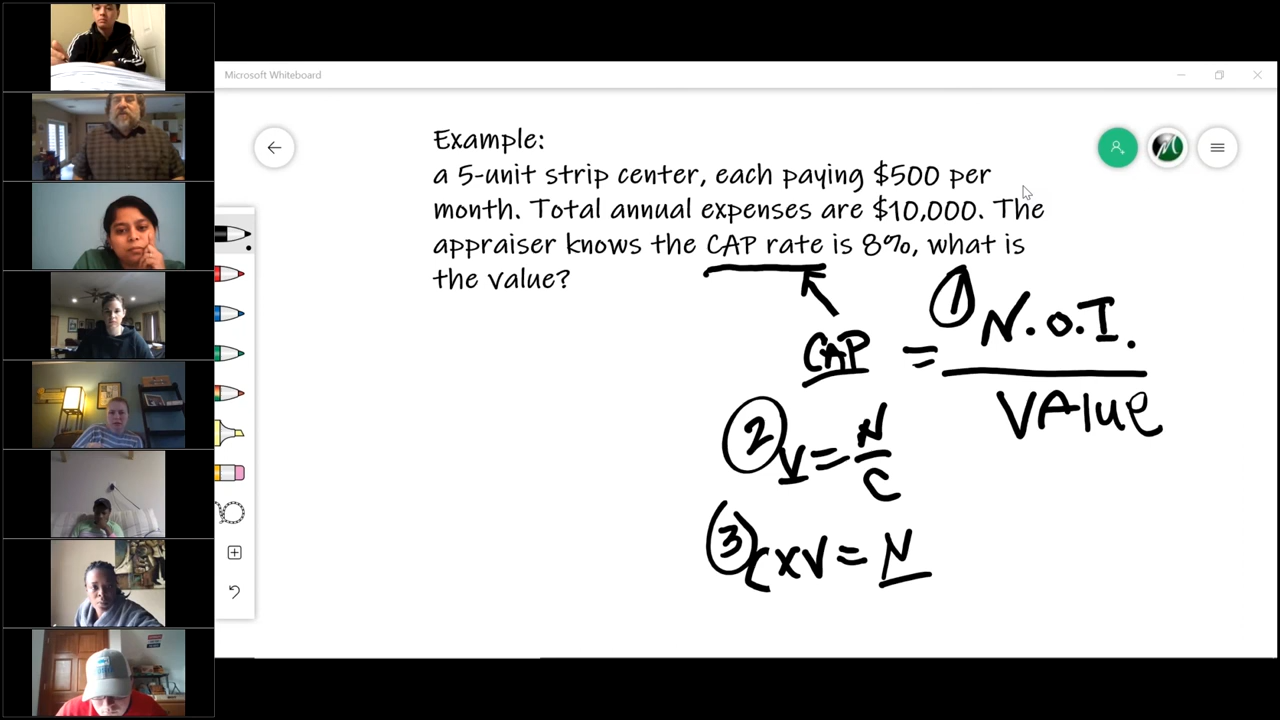 Microsoft Whiteboard
Example:
a 5-unit strip center, each paying $500 per
month. Total annual expenses are $10,000. The
appraiser knows the CAP rate is 8%, what is
the value?
CAP = ① N.O.I.
VALUE
② V = N
C
③ C x V = N